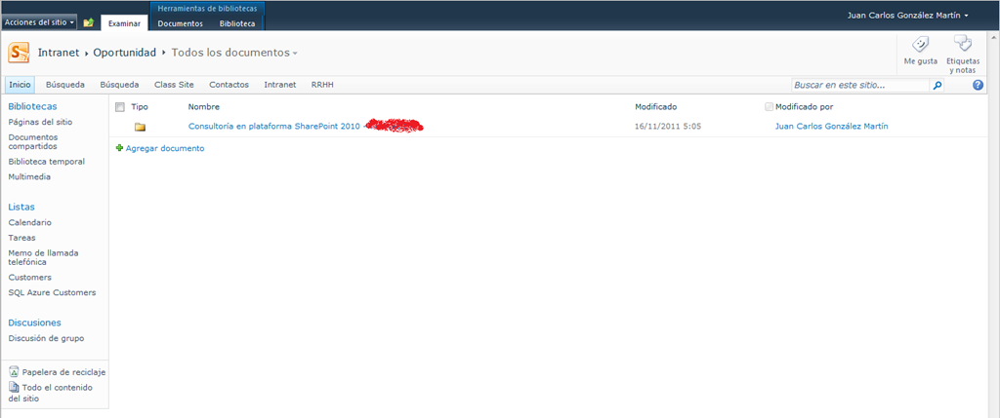 Herramientas de bibliotecas
Acciones del sitio
Examinar
Documentos
Biblioteca
Juan Carlos González Martín
Intranet
Oportunidad
Todos los documentos
Me gusta
Etiquetas
y notas
Inicio
Búsqueda
Búsqueda
Class Site
Contactos
Intranet
RRHH
Buscar en este sitio...
Bibliotecas
Páginas del sitio
Documentos
compartidos
Biblioteca temporal
Multimedia
Listas
Calendario
Tareas
Memo de llamada
telefónica
Customers
SQL Azure Customers
Discusiones
Discusión de grupo
Papelera de reciclaje
Todo el contenido
del sitio
Tipo
Nombre
Modificado
Modificado por
Consultoría en plataforma SharePoint 2010 -
16/11/2011 5:05
Juan Carlos González Martín
Agregar documento